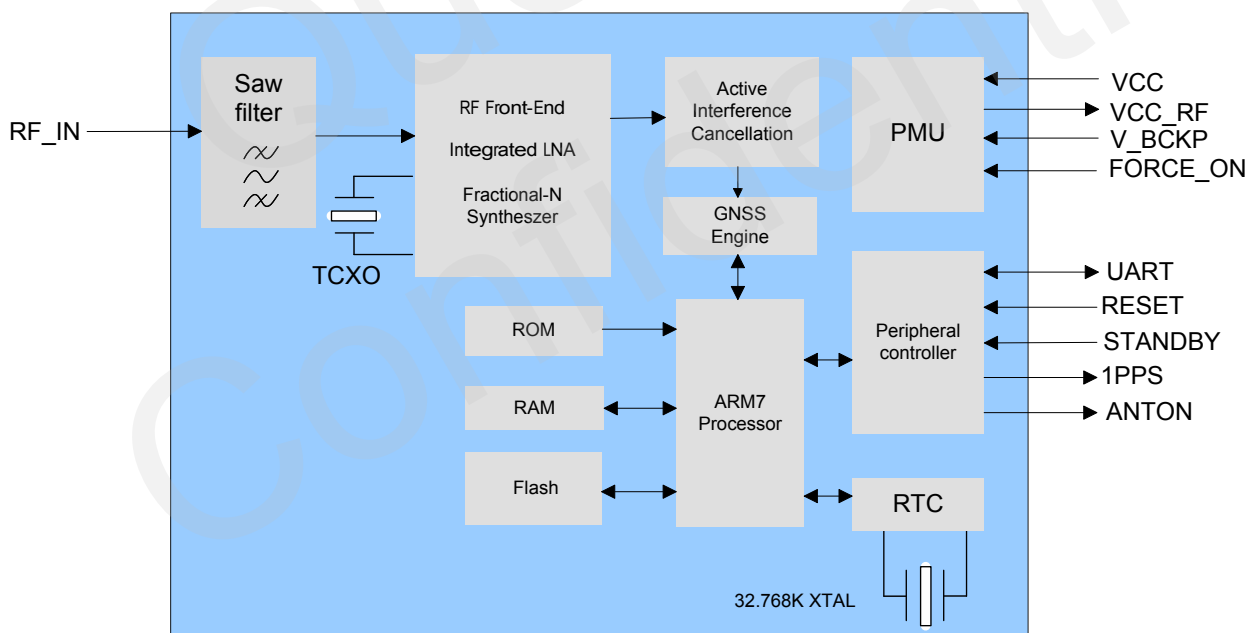 RF_IN
Saw
filter
RF Front-End
Integrated LNA
Fractional-N
Syntheszer
TCXO
Active
Interference
Cancellation
GNSS
Engine
PMU
VCC
VCC_RF
V_BCKP
FORCE_ON
ROM
RAM
Flash
ARM7
Processor
Peripheral
controller
UART
RESET
STANDBY
1PPS
ANTON
RTC
32.768K XTAL
Confidenti